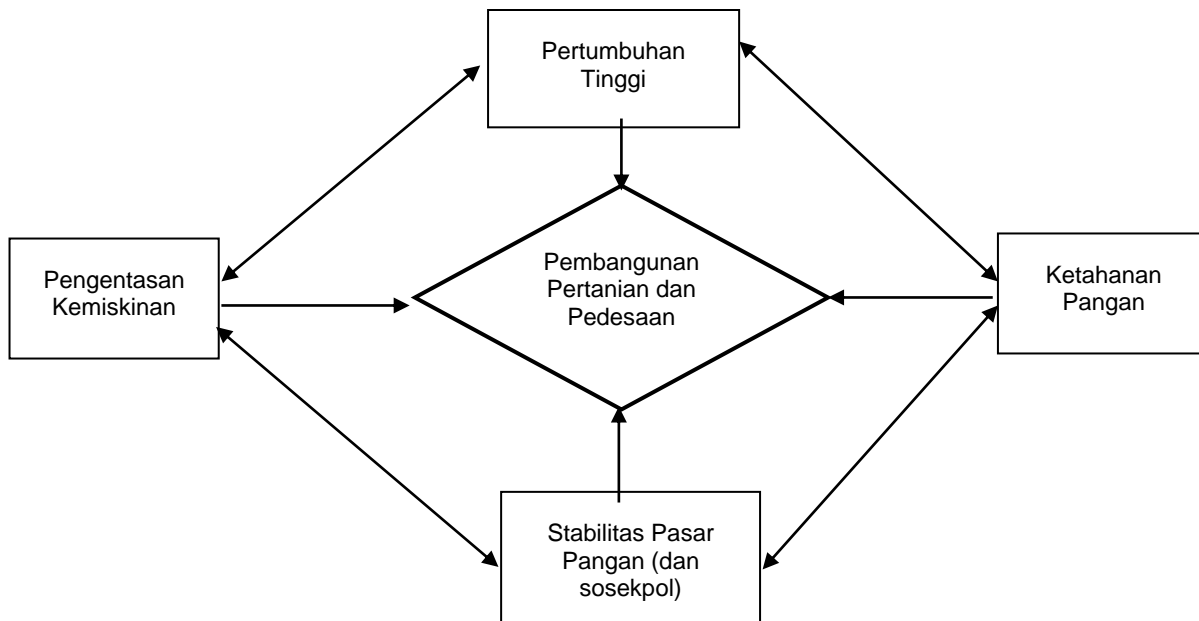 Pertumbuhan
Tinggi
Pengentasan
Kemiskinan
Pembangunan
Pertanian dan
Pedesaan
Ketahanan
Pangan
Stabilitas Pasar
Pangan (dan
sosekpol)